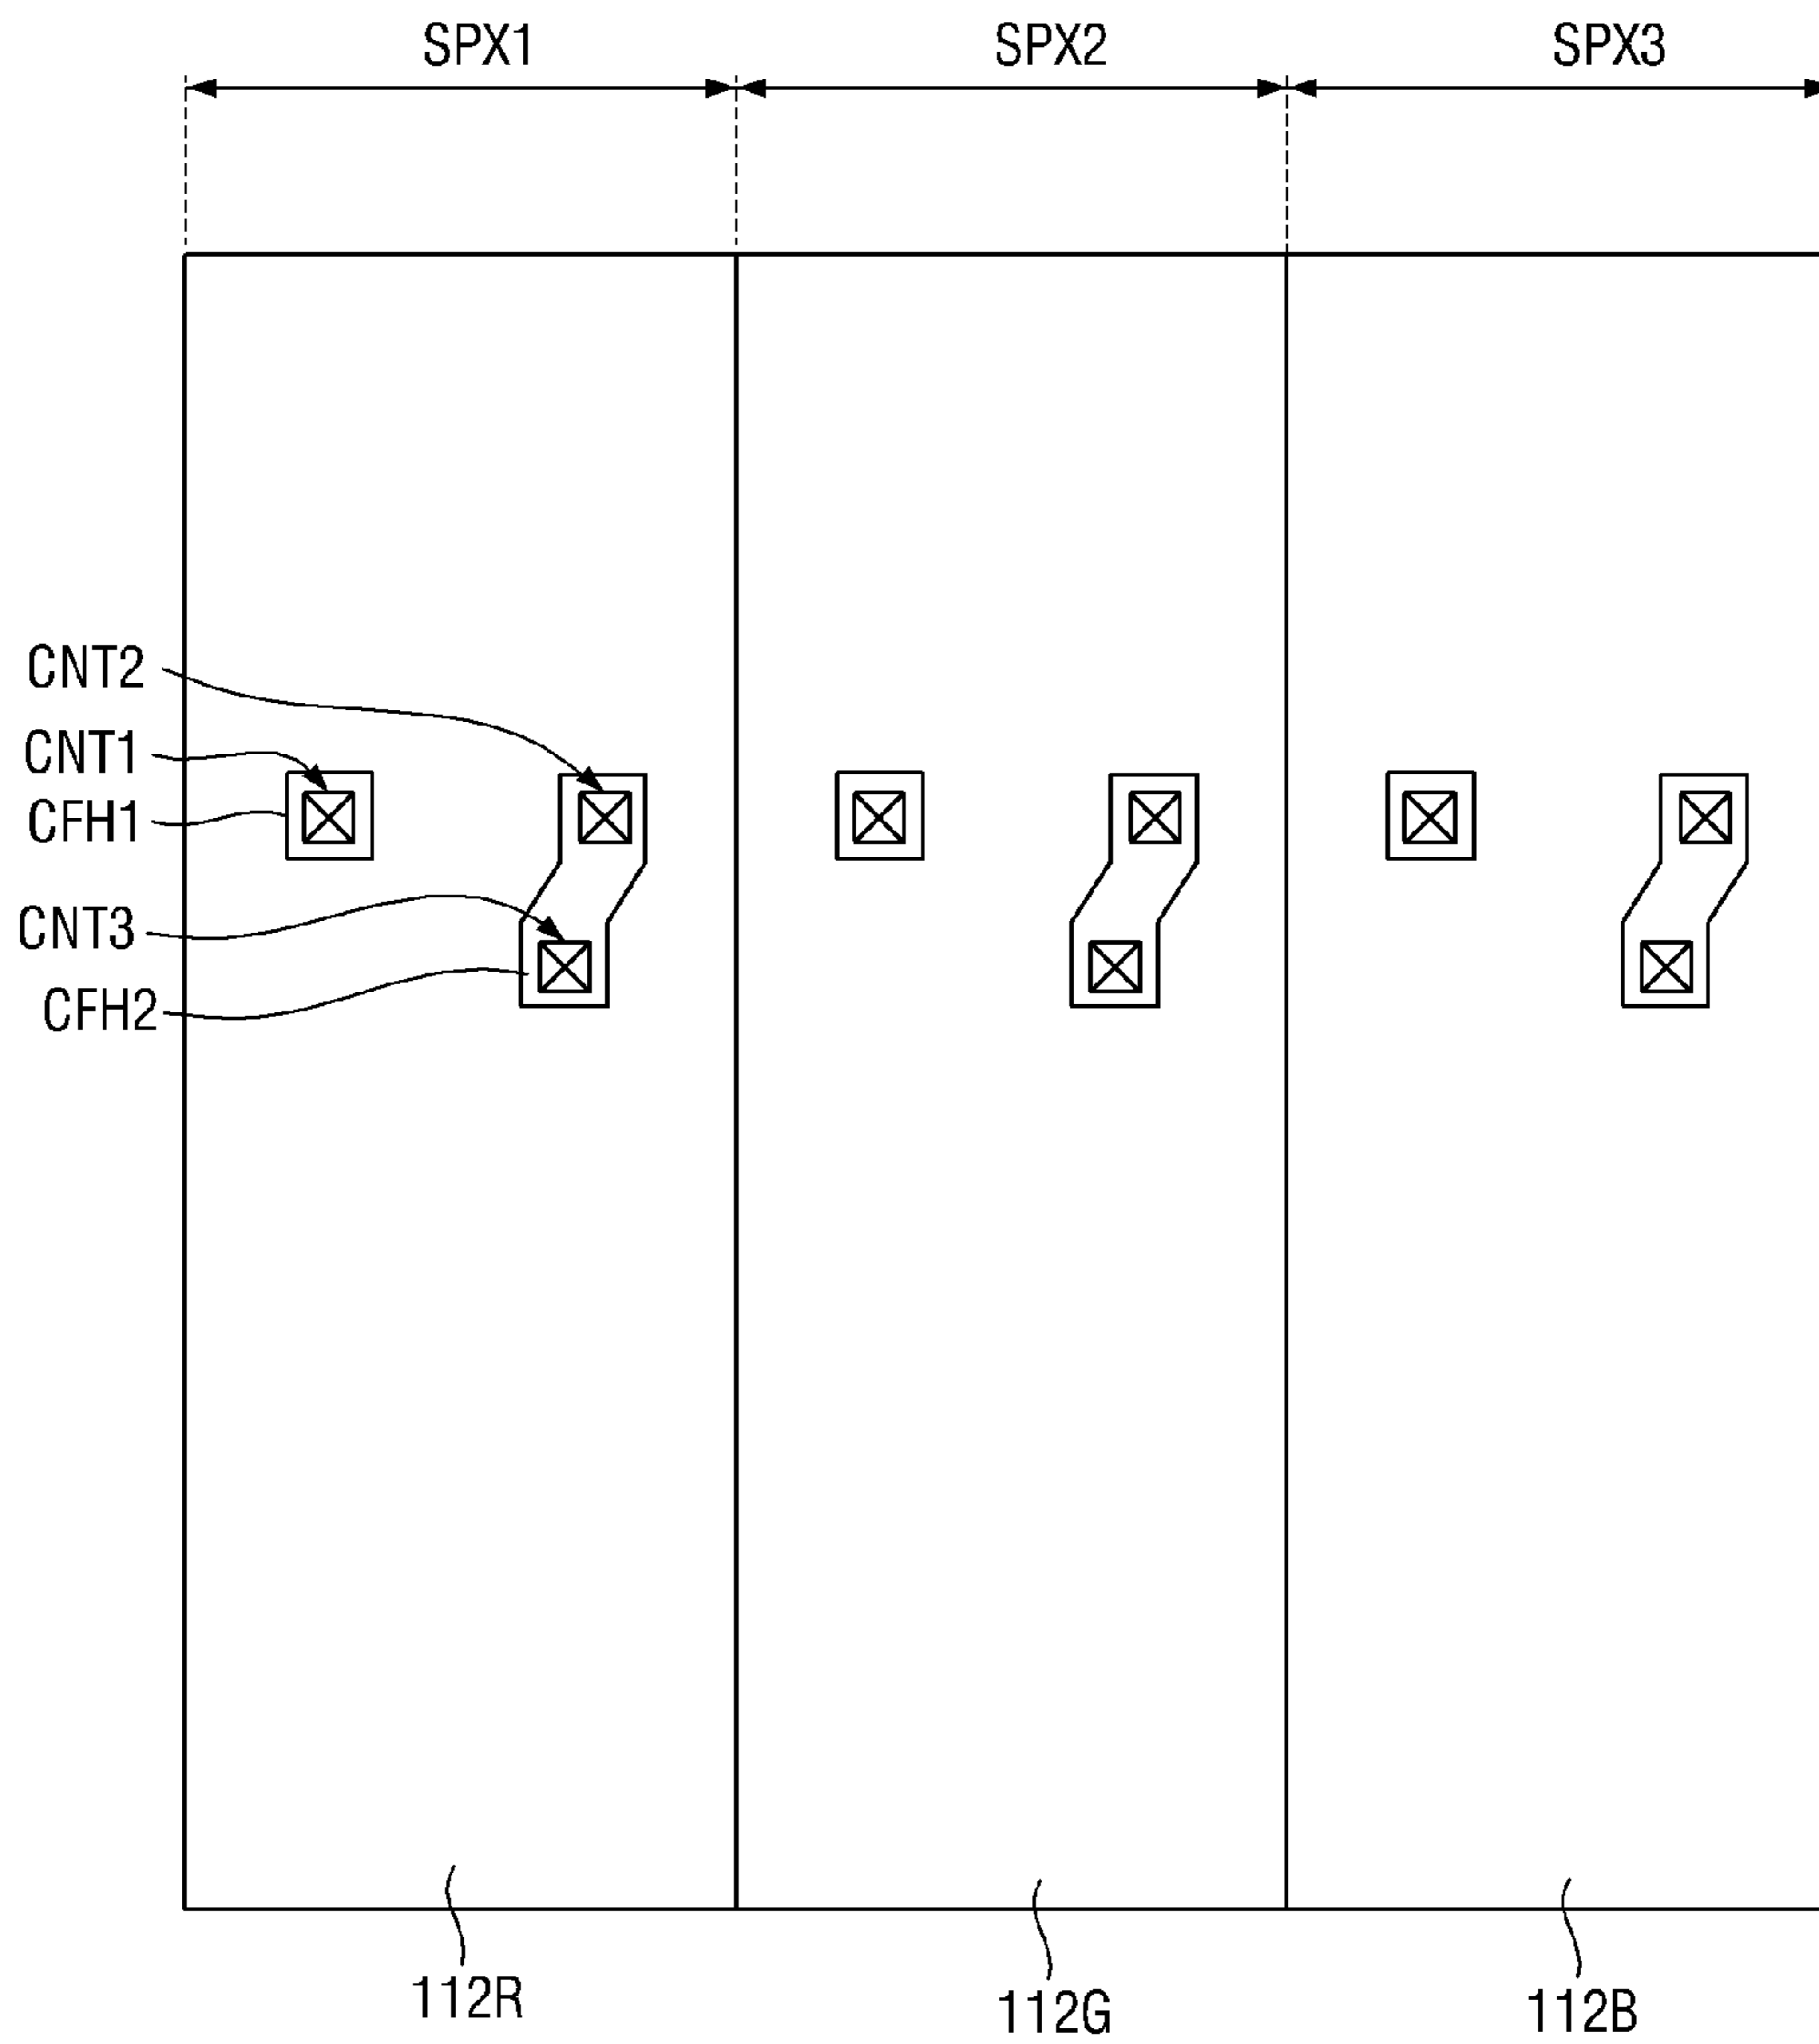 SPX1 SPX2 SPX3
CNT2
CNT1
CFH1
CNT3
CFH2
112R 112G 112B